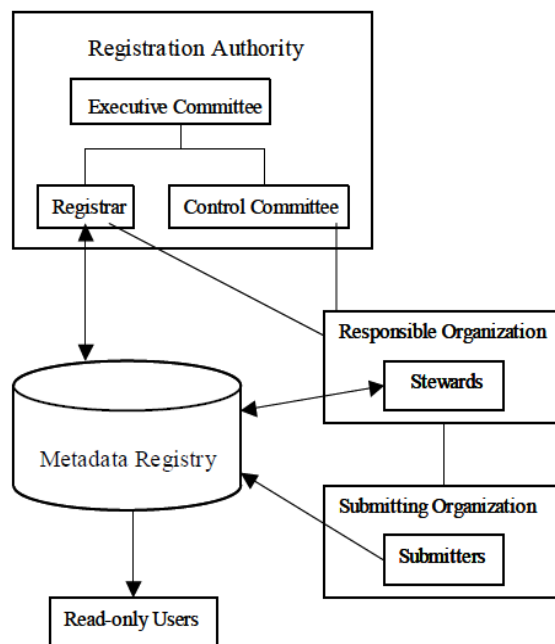 Registration Authority
Executive Committee
Registrar
Control Committee
Responsible Organization
Stewards
Metadata Registry
Submitting Organization
Submitters
Read-only Users